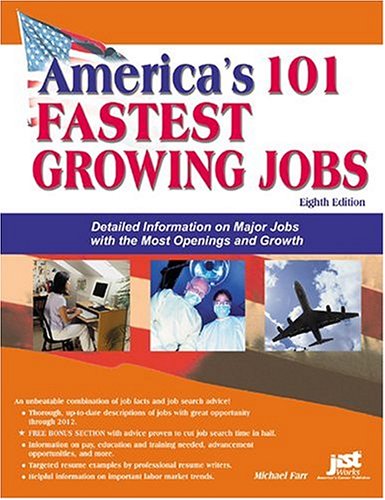 America's 101
FASTEST
GROWING JOBS
Eighth Edition
Detailed Information on Major Jobs
with the Most Openings and Growth
An unbeatable combination of job facts and job search advice!
★ Thorough, up-to-date descriptions of jobs with great opportunity
through 2012.
★ FREE BONUS SECTION with advice proven to cut job search time in half.
★ Information on pay, education and training needed, advancement
opportunities, and more.
★ Targeted resume examples by professional resume writers.
★ Helpful information on important labor market trends.
Michael Farr
jist
Works
America's Career Publisher